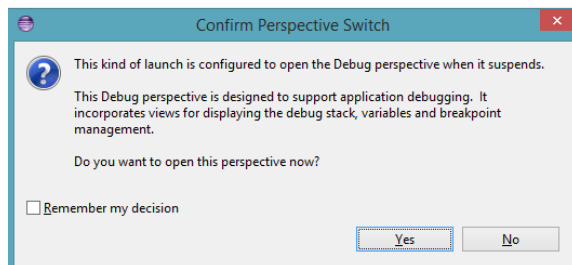 Confirm Perspective Switch
This kind of launch is configured to open the Debug perspective when it suspends.
This Debug perspective is designed to support application debugging. It
incorporates views for displaying the debug stack, variables and breakpoint
management.
Do you want to open this perspective now?
Remember my decision
Yes
No